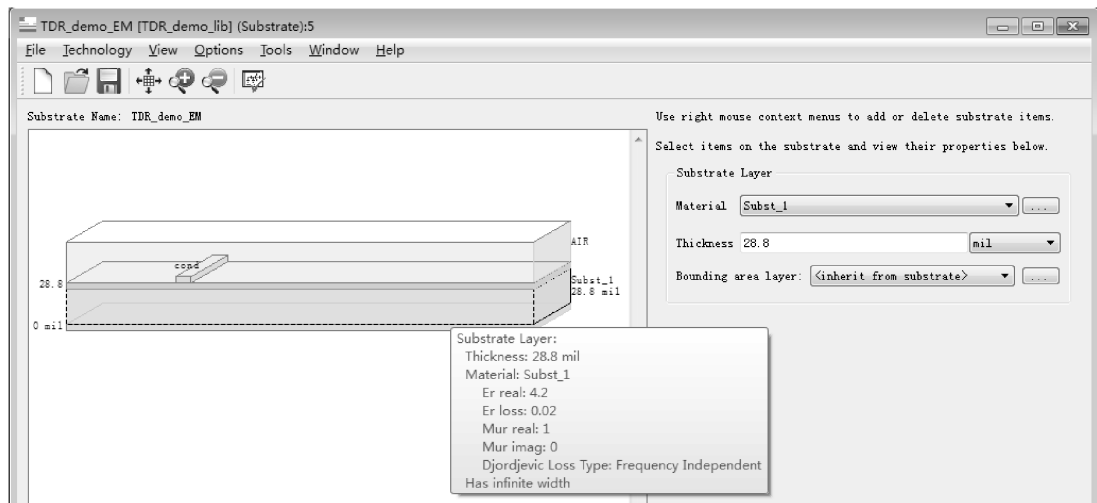 TDR_demo_EM [TDR_demo_lib] (Substrate):5
File Technology View Options Tools Window Help
Substrate Name: TDR_demo_EM
Use right mouse context menus to add or delete substrate items.
Select items on the substrate and view their properties below.
Substrate Layer
Material Subst_1 ...
Thickness 28.8 mil
Bounding area layer: <inherit from substrate> ...
AIR
cond
28.8
Subst_1
28.8 mil
0 mil
Substrate Layer:
Thickness: 28.8 mil
Material: Subst_1
Er real: 4.2
Er loss: 0.02
Mur real: 1
Mur imag: 0
Djordjevic Loss Type: Frequency Independent
Has infinite width